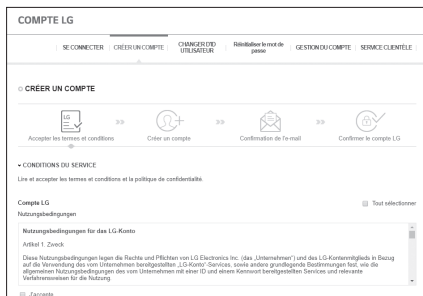 COMPTE LG
SE CONNECTER
CRÉER UN COMPTE
CHANGER D'ID UTILISATEUR
Réinitialiser le mot de passe
GESTION DU COMPTE
SERVICE CLIENTÈLE
CRÉER UN COMPTE
LG
Accepter les termes et conditions
Créer un compte
Confirmation de l'e-mail
Confirmer le compte LG
CONDITIONS DU SERVICE
Lire et accepter les termes et conditions et la politique de confidentialité.
Compte LG
Tout sélectionner
Nutzungsbedingungen
Nutzungsbedingungen für das LG-Konto
Artikel 1. Zweck
Diese Nutzungsbedingungen legen die Rechte und Pflichten von LG Electronics Inc. (das „Unternehmen") und des LG-Kontenmitglieds in Bezug
auf die Verwendung des vom Unternehmen bereitgestellten „LG-Konto"-Services, sowie andere grundlegende Bestimmungen fest, wie die
allgemeinen Nutzungsbedingungen des vom Unternehmen mit einer ID und einem Kennwort bereitgestellten Services und relevante
Verfahrensweisen für die Nutzung.
J'accepte